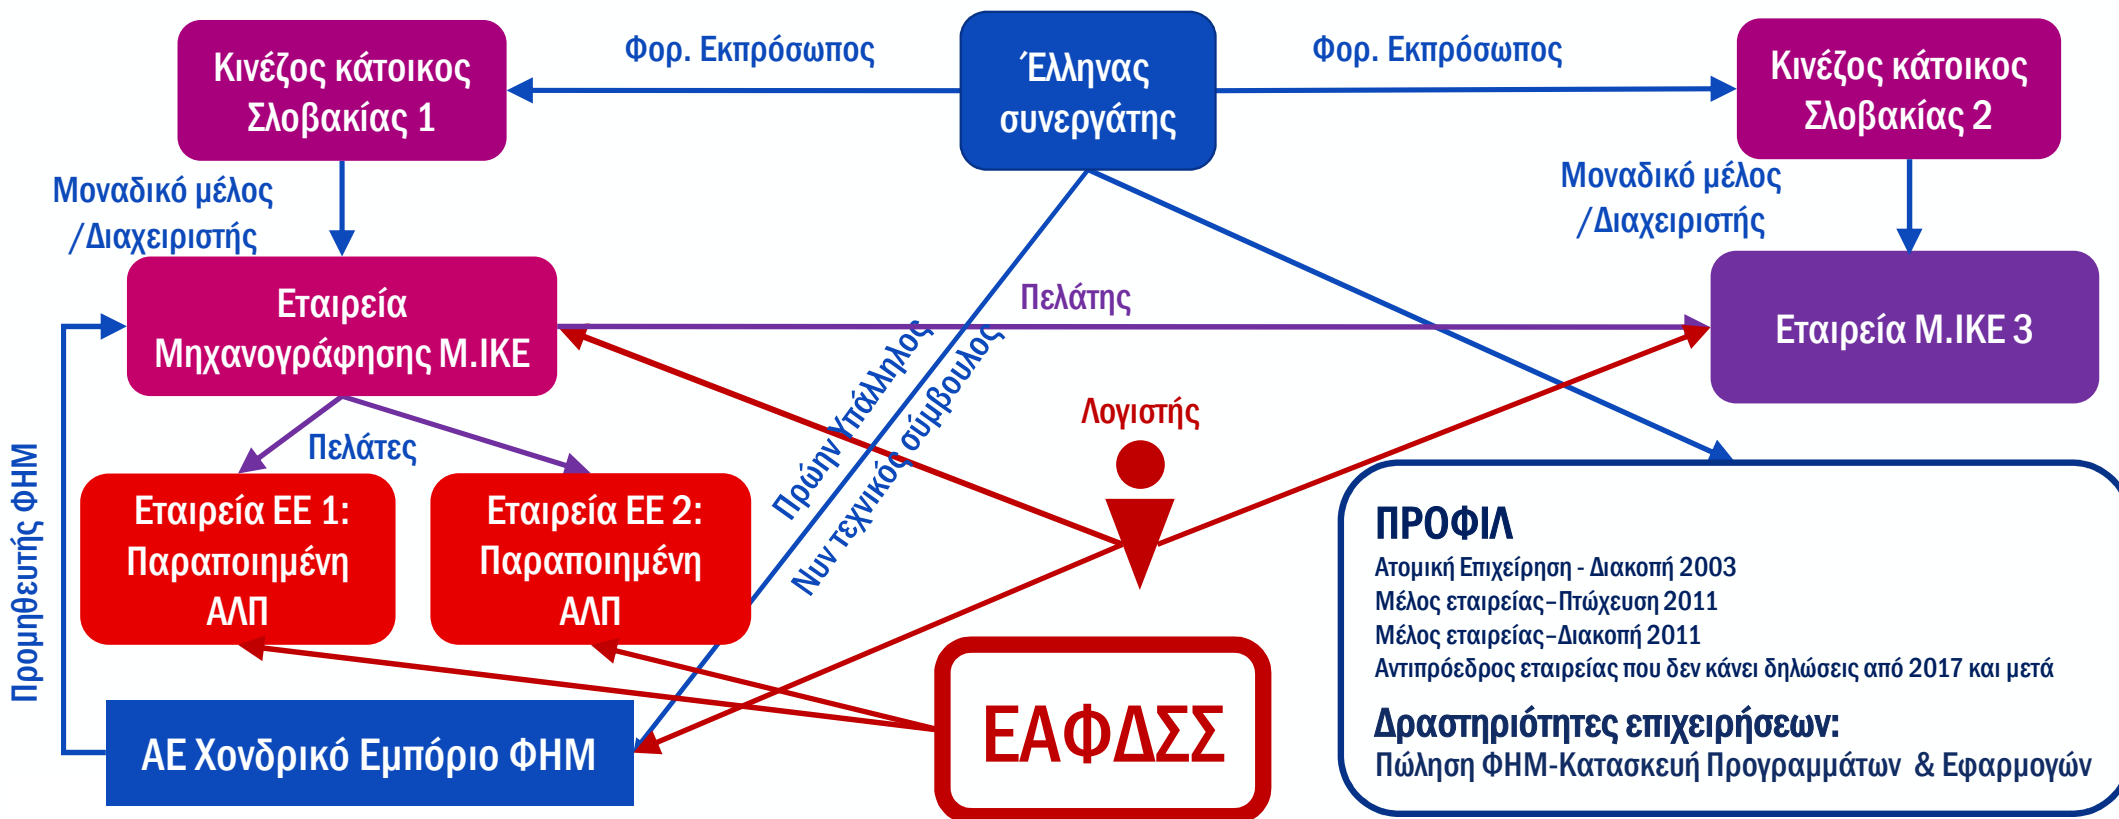 Κινέζος κάτοικος
Σλοβακίας 1
Φορ. Εκπρόσωπος
Έλληνας
συνεργάτης
Φορ. Εκπρόσωπος
Κινέζος κάτοικος
Σλοβακίας 2
Μοναδικό μέλος
/Διαχειριστής
Μοναδικό μέλος
/Διαχειριστής
Εταιρεία
Μηχανογράφησης Μ.ΙΚΕ
Πελάτης
Εταιρεία Μ.ΙΚΕ 3
Πρώην Υπάλληλος
Νυν τεχνικός σύμβουλος
Λογιστής
Πελάτες
Προμηθευτής ΦΗΜ
Εταιρεία ΕΕ 1:
Παραποιημένη
ΑΛΠ
Εταιρεία ΕΕ 2:
Παραποιημένη
ΑΛΠ
ΑΕ Χονδρικό Εμπόριο ΦΗΜ
ΕΑΦΔΣΣ
ΠΡΟΦΙΛ
Ατομική Επιχείρηση - Διακοπή 2003
Μέλος εταιρείας–Πτώχευση 2011
Μέλος εταιρείας–Διακοπή 2011
Αντιπρόεδρος εταιρείας που δεν κάνει δηλώσεις από 2017 και μετά
Δραστηριότητες επιχειρήσεων:
Πώληση ΦΗΜ-Κατασκευή Προγραμμάτων & Εφαρμογών